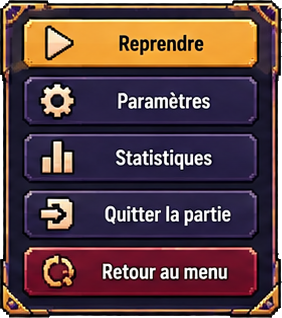 Reprendre
Paramètres
Statistiques
Quitter la partie
Retour au menu